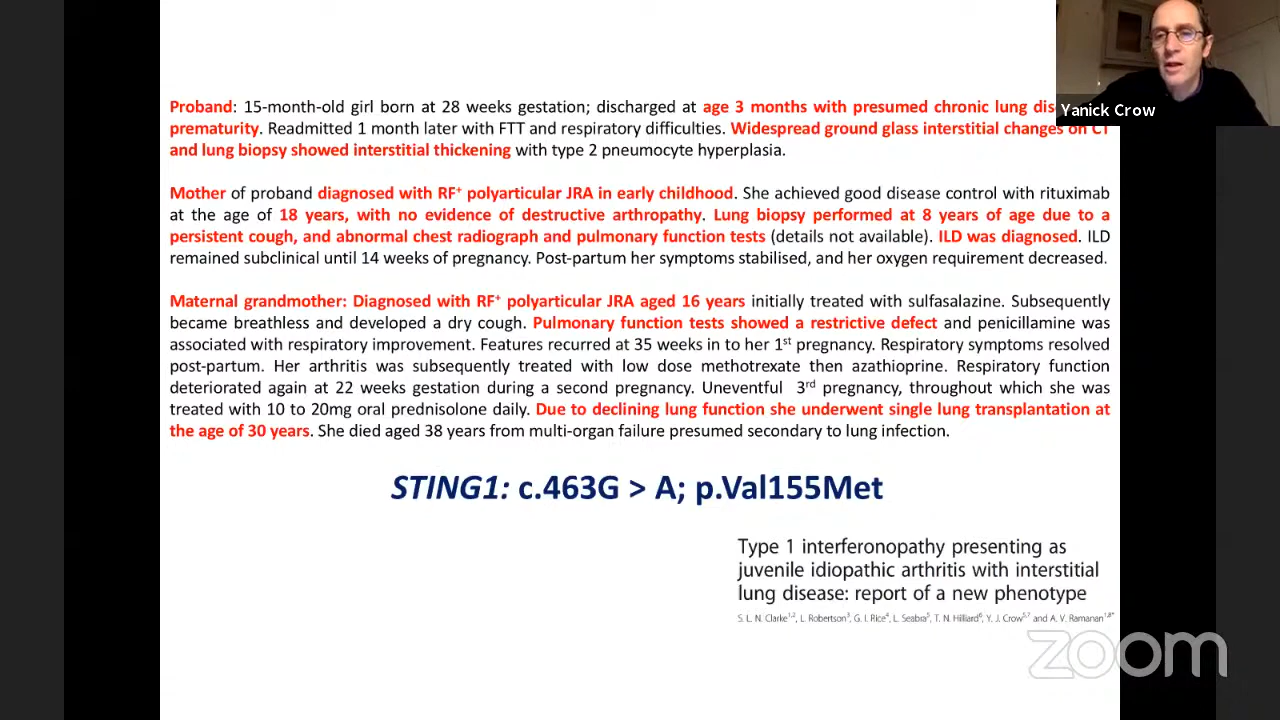 Proband: 15-month-old girl born at 28 weeks gestation; discharged at age 3 months with presumed chronic lung dis
prematurity. Readmitted 1 month later with FTT and respiratory difficulties. Widespread ground glass interstitial changes on CT
and lung biopsy showed interstitial thickening with type 2 pneumocyte hyperplasia.
Yanick Crow
Mother of proband diagnosed with RF⁺ polyarticular JRA in early childhood. She achieved good disease control with rituximab
at the age of 18 years, with no evidence of destructive arthropathy. Lung biopsy performed at 8 years of age due to a
persistent cough, and abnormal chest radiograph and pulmonary function tests (details not available). ILD was diagnosed. ILD
remained subclinical until 14 weeks of pregnancy. Post-partum her symptoms stabilised, and her oxygen requirement decreased.
Maternal grandmother: Diagnosed with RF⁺ polyarticular JRA aged 16 years initially treated with sulfasalazine. Subsequently
became breathless and developed a dry cough. Pulmonary function tests showed a restrictive defect and penicillamine was
associated with respiratory improvement. Features recurred at 35 weeks in to her 1st pregnancy. Respiratory symptoms resolved
post-partum. Her arthritis was subsequently treated with low dose methotrexate then azathioprine. Respiratory function
deteriorated again at 22 weeks gestation during a second pregnancy. Uneventful 3rd pregnancy, throughout which she was
treated with 10 to 20mg oral prednisolone daily. Due to declining lung function she underwent single lung transplantation at
the age of 30 years. She died aged 38 years from multi-organ failure presumed secondary to lung infection.
STING1: c.463G > A; p.Val155Met
Type 1 interferonopathy presenting as
juvenile idiopathic arthritis with interstitial
lung disease: report of a new phenotype
S. L. N. Clarke1,2, L. Robertson3, G. I. Rice4, L. Seabra5, T. N. Hilliard6, Y. J. Crow5,7 and A. V. Ramanan1,8*
zoom